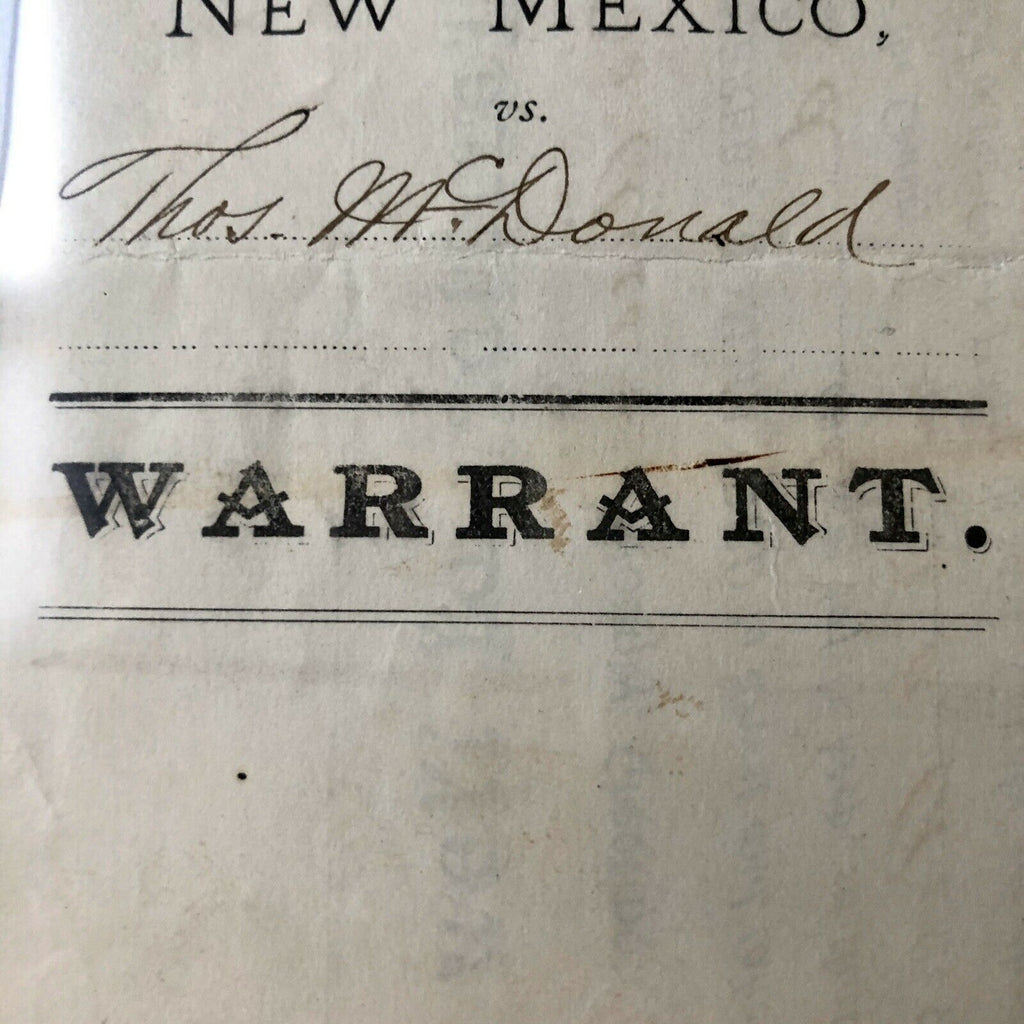 NEW MEXICO,
vs.
Thos. McDonald
WARRANT.